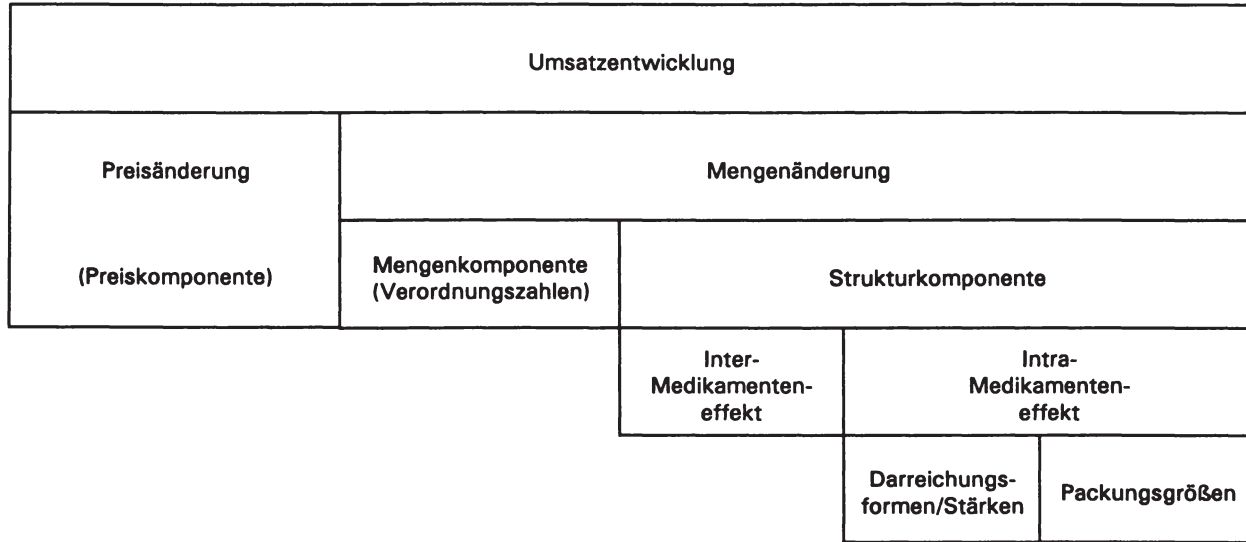 Umsatzentwicklung
Preisänderung
Mengenänderung
(Preiskomponente)
Mengenkomponente
(Verordnungszahlen)
Strukturkomponente
Inter-
Medikamenten-
effekt
Intra-
Medikamenten-
effekt
Darreichungs-
formen/Stärken
Packungsgrößen